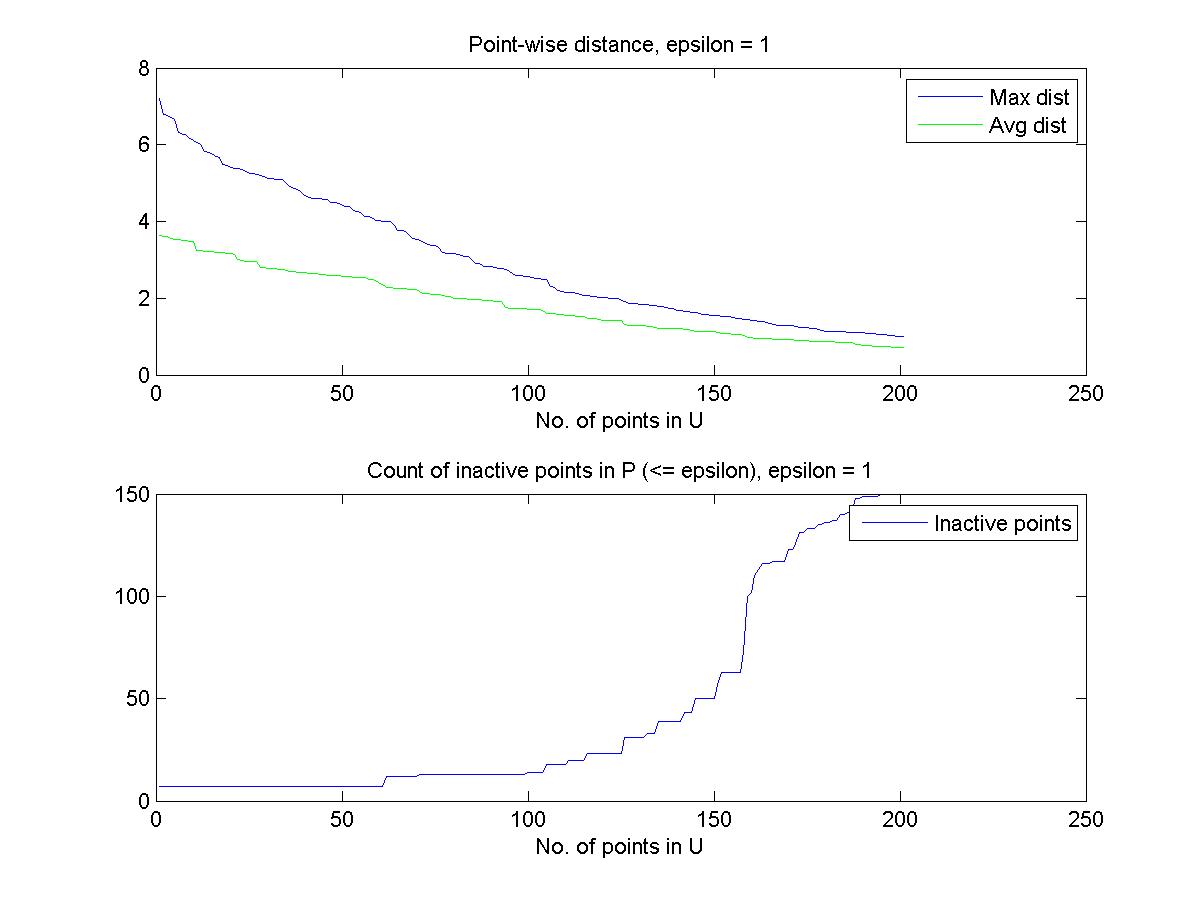 Point-wise distance, epsilon = 1
8
6
4
2
0
Max dist
Avg dist
0 50 100 150 200 250
No. of points in U
Count of inactive points in P (<= epsilon), epsilon = 1
150
100
50
0
Inactive points
0 50 100 150 200 250
No. of points in U